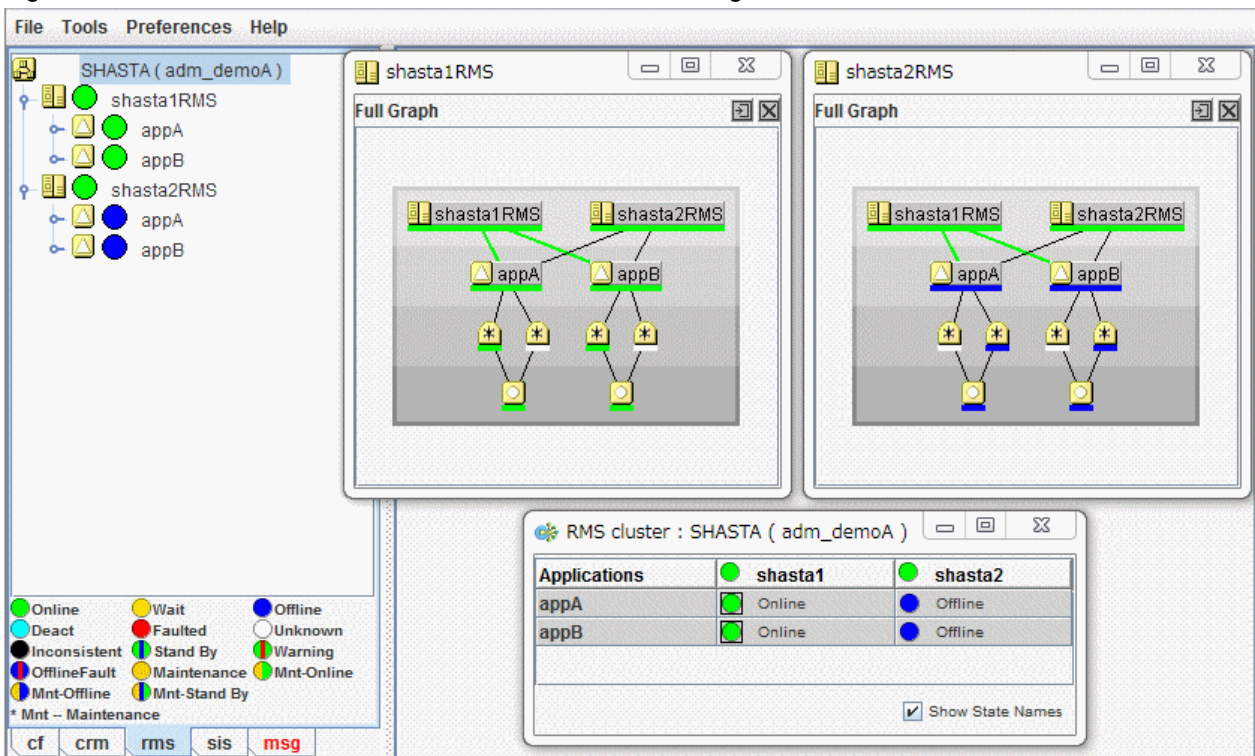 File Tools Preferences Help
SHASTA ( adm_demoA )
shasta1RMS
appA
appB
shasta2RMS
appA
appB
Online Wait Offline
Deact Faulted Unknown
Inconsistent Stand By Warning
OfflineFault Maintenance Mnt-Online
Mnt-Offline Mnt-Stand By
* Mnt -- Maintenance
cf crm rms sis msg
shasta1RMS
Full Graph
shasta1RMS shasta2RMS
appA appB
shasta2RMS
Full Graph
shasta1RMS shasta2RMS
appA appB
RMS cluster : SHASTA ( adm_demoA )
Applications shasta1 shasta2
appA Online Offline
appB Online Offline
Show State Names